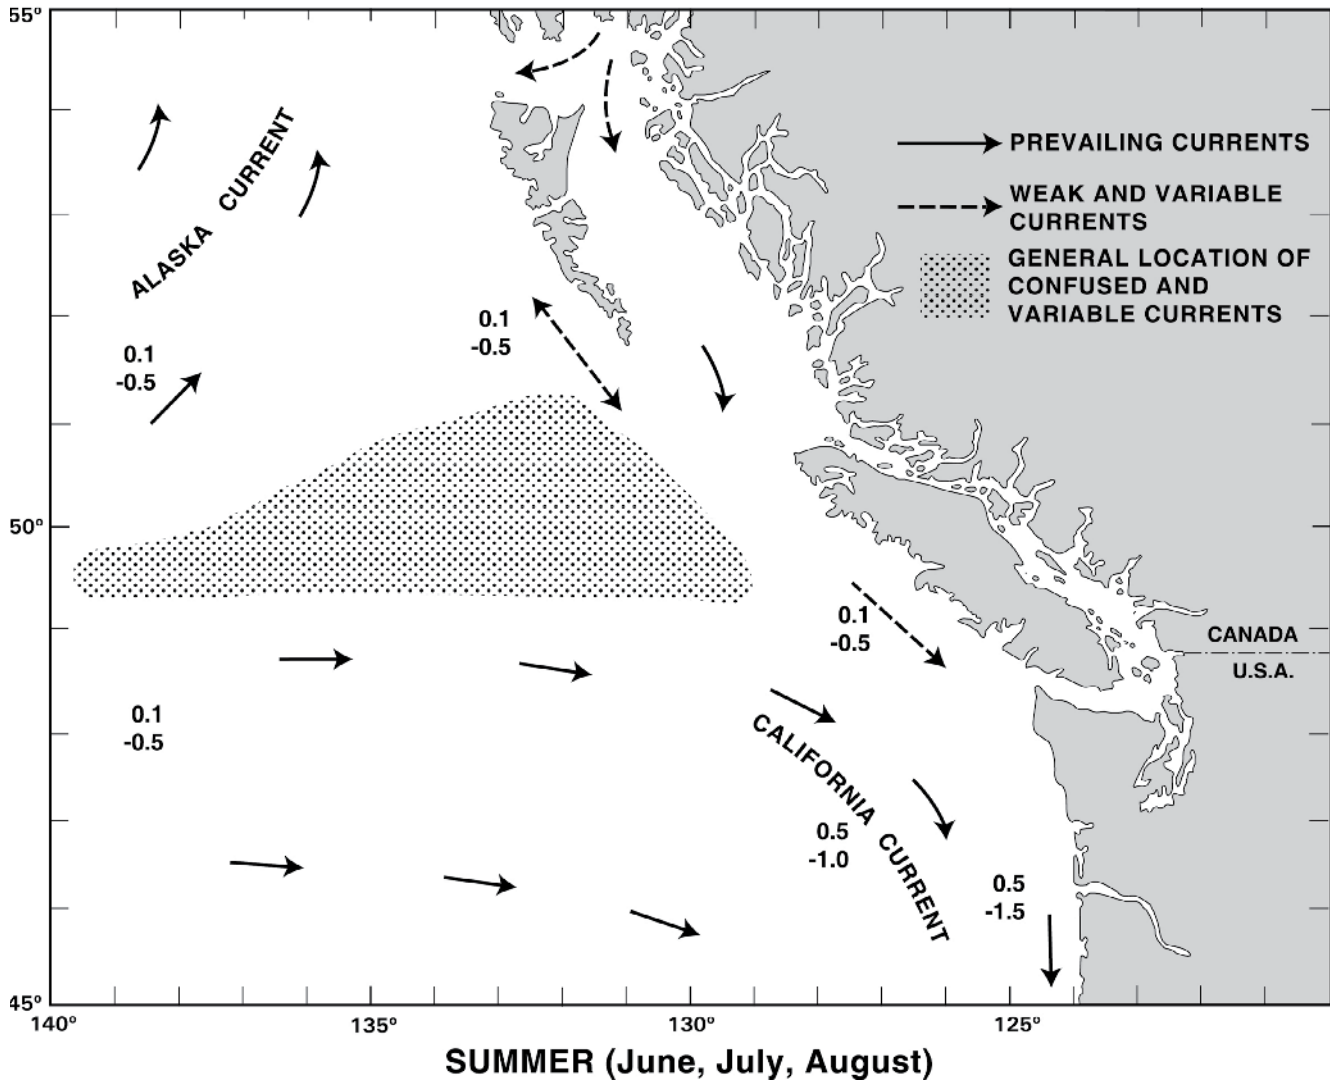 55°
PREVAILING CURRENTS
WEAK AND VARIABLE
CURRENTS
GENERAL LOCATION OF
CONFUSED AND
VARIABLE CURRENTS
ALASKA CURRENT
0.1
-0.5
0.1
-0.5
50°
0.1
-0.5
CANADA
U.S.A.
0.1
-0.5
CALIFORNIA CURRENT
0.5
-1.0
0.5
-1.5
45°
140°
135°
130°
125°
SUMMER (June, July, August)